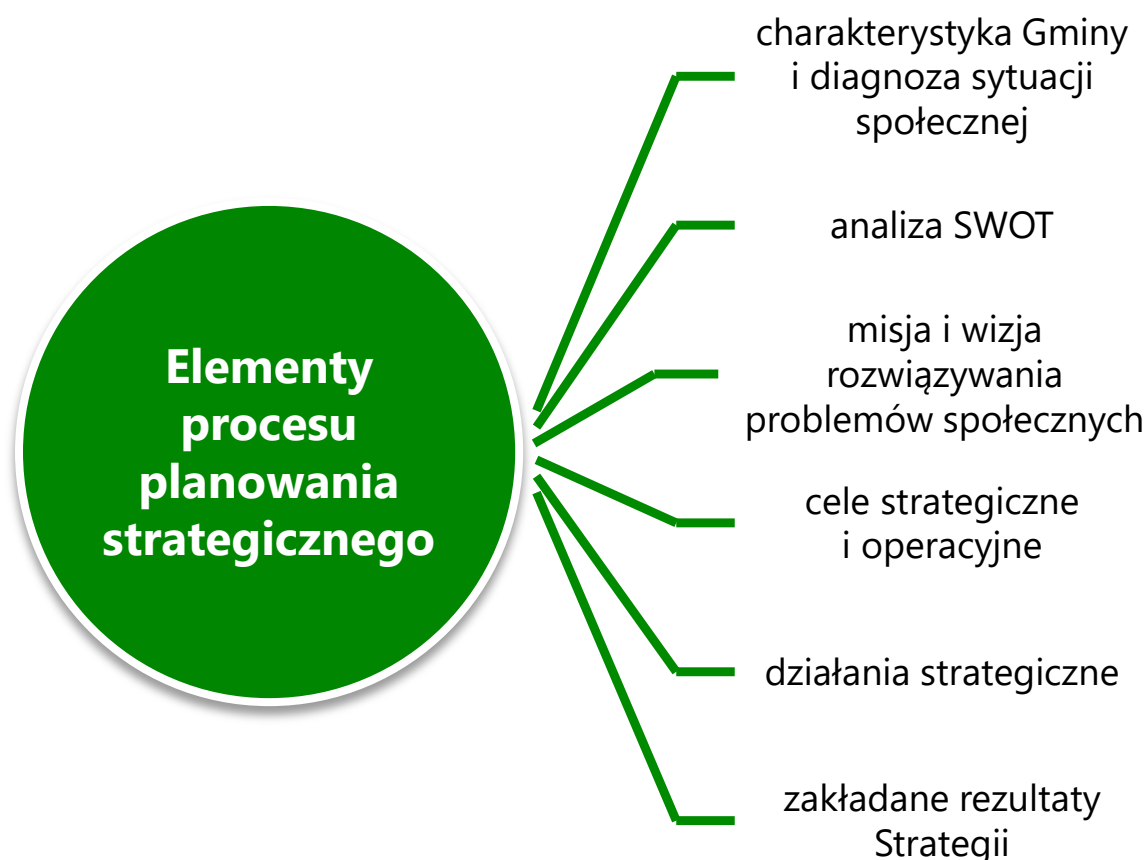 Elementy
procesu
planowania
strategicznego
charakterystyka Gminy
i diagnoza sytuacji
społecznej
analiza SWOT
misja i wizja
rozwiązywania
problemów społecznych
cele strategiczne
i operacyjne
działania strategiczne
zakładane rezultaty
Strategii